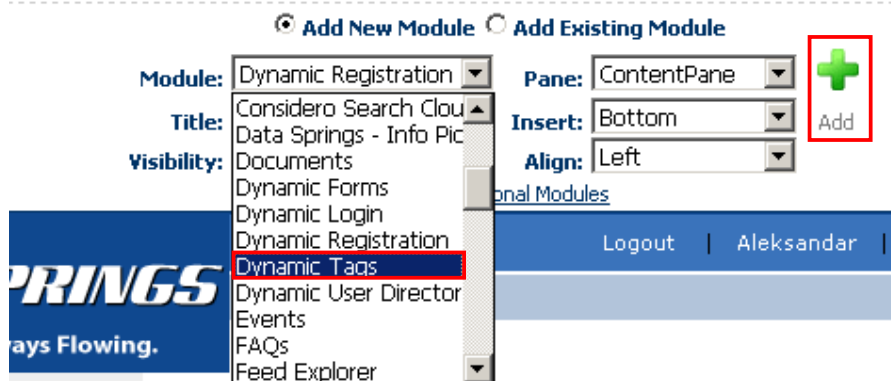 Add New Module Add Existing Module
Module: Dynamic Registration Pane: ContentPane
Title: Considero Search Clou Insert: Bottom Add
Data Springs - Info Pic
Visibility: Documents Align: Left
Dynamic Forms onal Modules
Dynamic Login
Dynamic Registration Logout | Aleksandar |
Dynamic Tags
PRINGS
Dynamic User Director
Events
ays Flowing.
FAQs
Feed Explorer